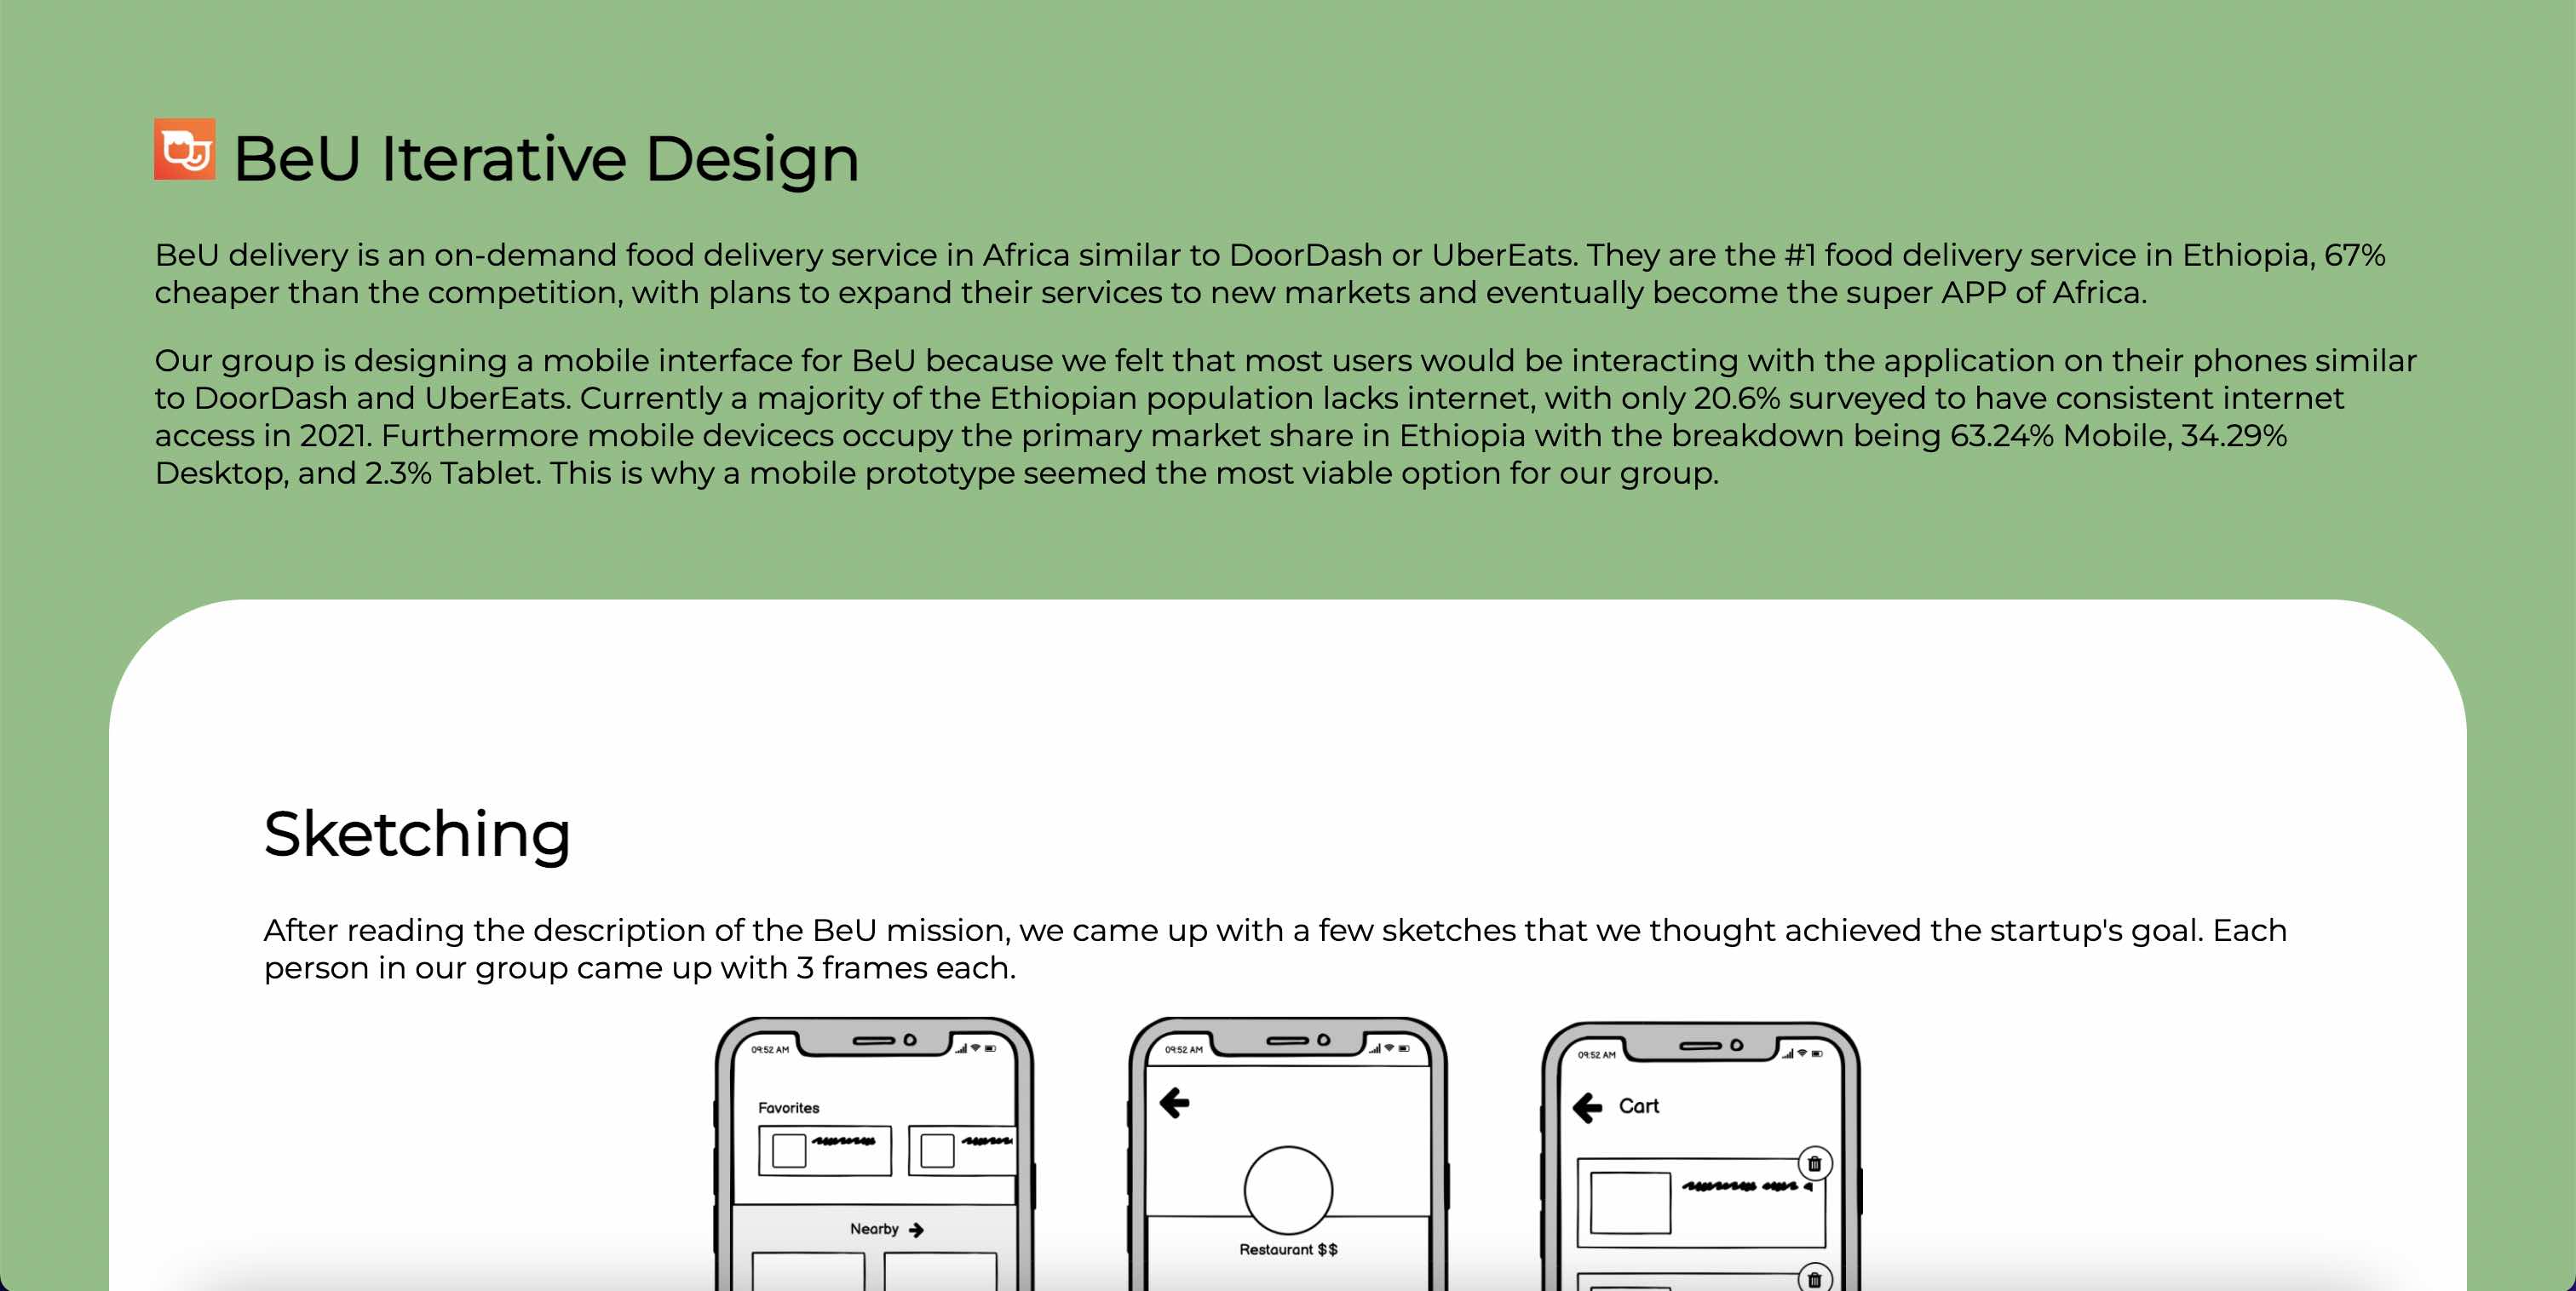 BeU Iterative Design
BeU delivery is an on-demand food delivery service in Africa similar to DoorDash or UberEats. They are the #1 food delivery service in Ethiopia, 67%
cheaper than the competition, with plans to expand their services to new markets and eventually become the super APP of Africa.
Our group is designing a mobile interface for BeU because we felt that most users would be interacting with the application on their phones similar
to DoorDash and UberEats. Currently a majority of the Ethiopian population lacks internet, with only 20.6% surveyed to have consistent internet
access in 2021. Furthermore mobile devicecs occupy the primary market share in Ethiopia with the breakdown being 63.24% Mobile, 34.29%
Desktop, and 2.3% Tablet. This is why a mobile prototype seemed the most viable option for our group.
Sketching
After reading the description of the BeU mission, we came up with a few sketches that we thought achieved the startup's goal. Each
person in our group came up with 3 frames each.
09:52 AM
Favorites
Nearby
09:52 AM
Restaurant $$
09:52 AM
Cart